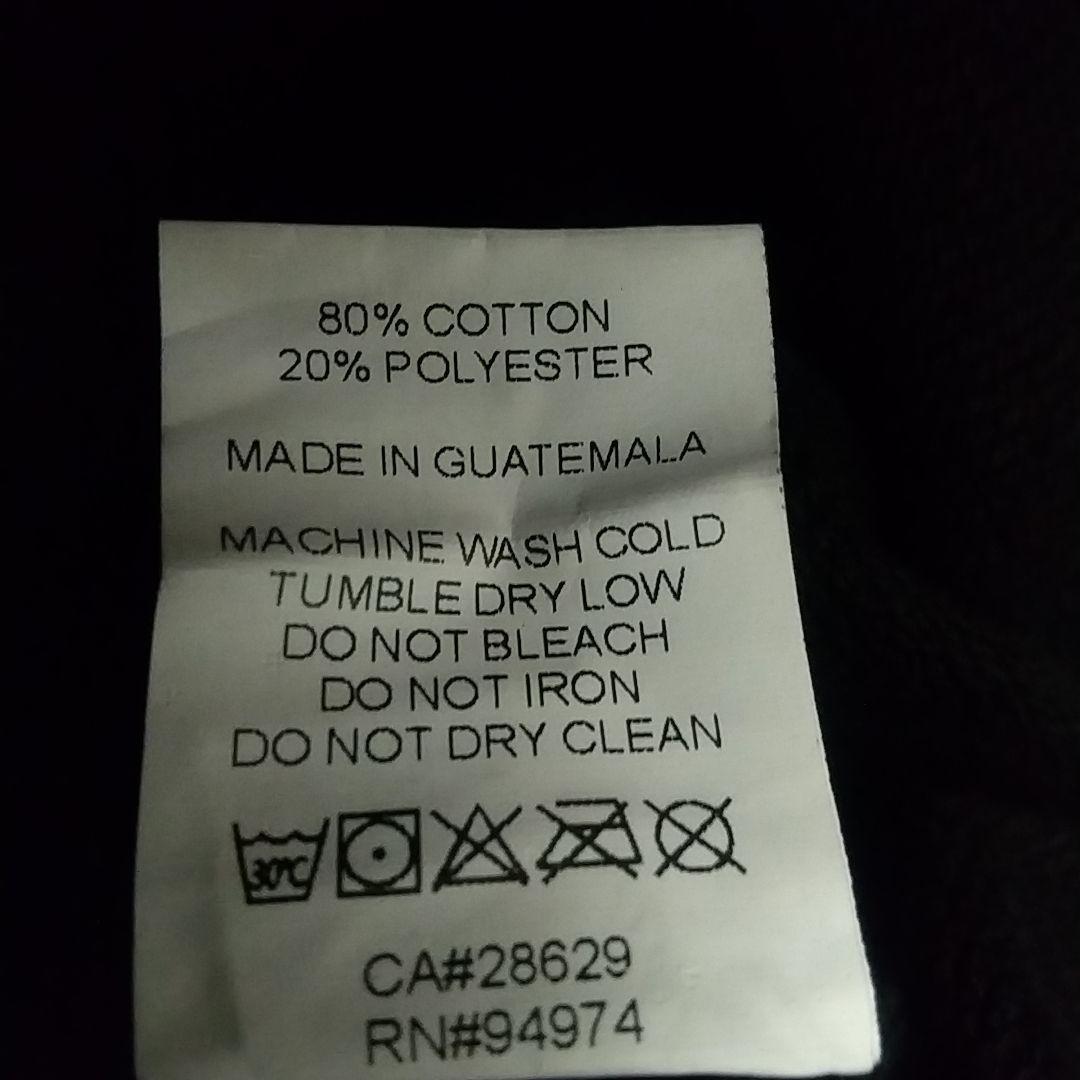 80% COTTON
20% POLYESTER
MADE IN GUATEMALA
MACHINE WASH COLD
TUMBLE DRY LOW
DO NOT BLEACH
DO NOT IRON
DO NOT DRY CLEAN
30°C
CA#28629
RN#94974